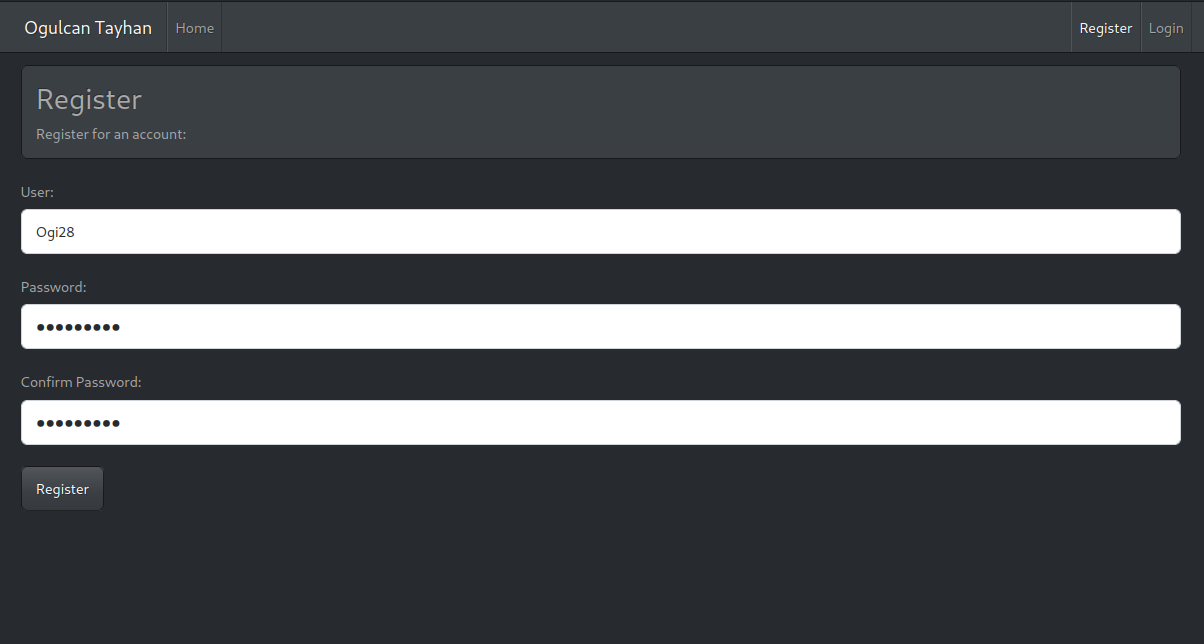 Ogulcan Tayhan Home Register Login
Register
Register for an account:
User:
Ogi28
Password:
•••••••••
Confirm Password:
•••••••••
Register